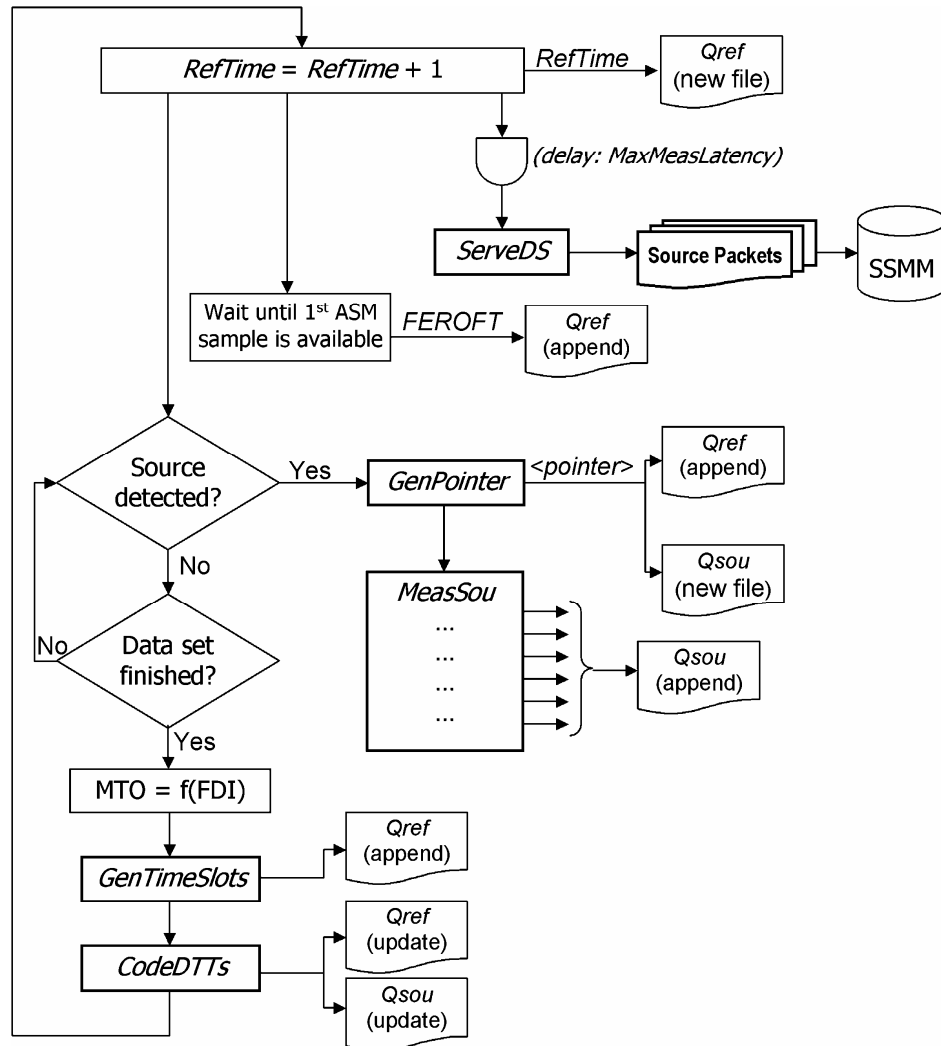 RefTime = RefTime + 1
RefTime
Qref
(new file)
(delay: MaxMeasLatency)
ServeDS
Source Packets
SSMM
Wait until 1st ASM
sample is available
FEROFT
Qref
(append)
Source
detected?
Yes
GenPointer
<pointer>
Qref
(append)
Qsou
(new file)
No
MeasSou
...
...
...
...
Qsou
(append)
Data set
finished?
No
Yes
MTO = f(FDI)
GenTimeSlots
Qref
(append)
CodeDTTs
Qref
(update)
Qsou
(update)